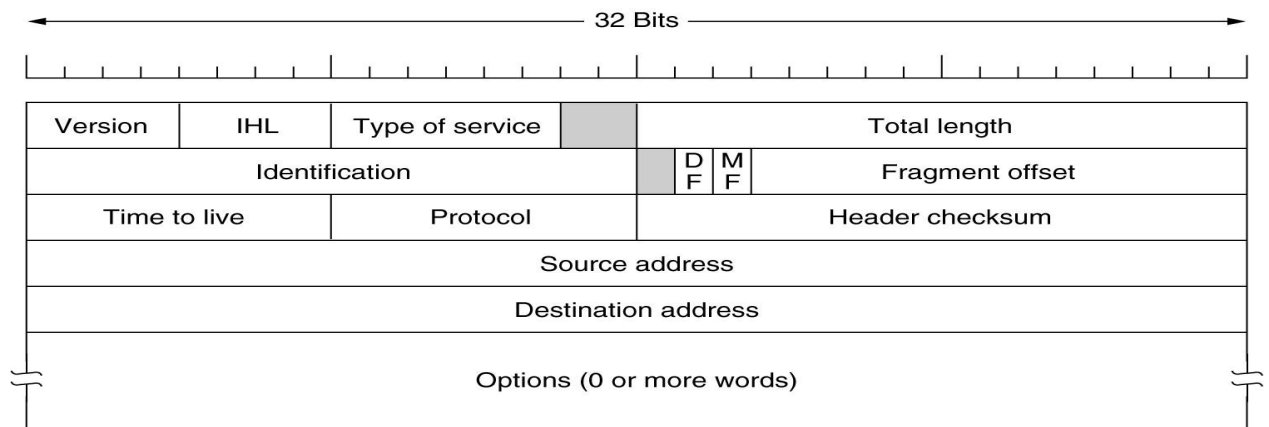 32 Bits
Version IHL Type of service Total length
Identification D F M F Fragment offset
Time to live Protocol Header checksum
Source address
Destination address
Options (0 or more words)